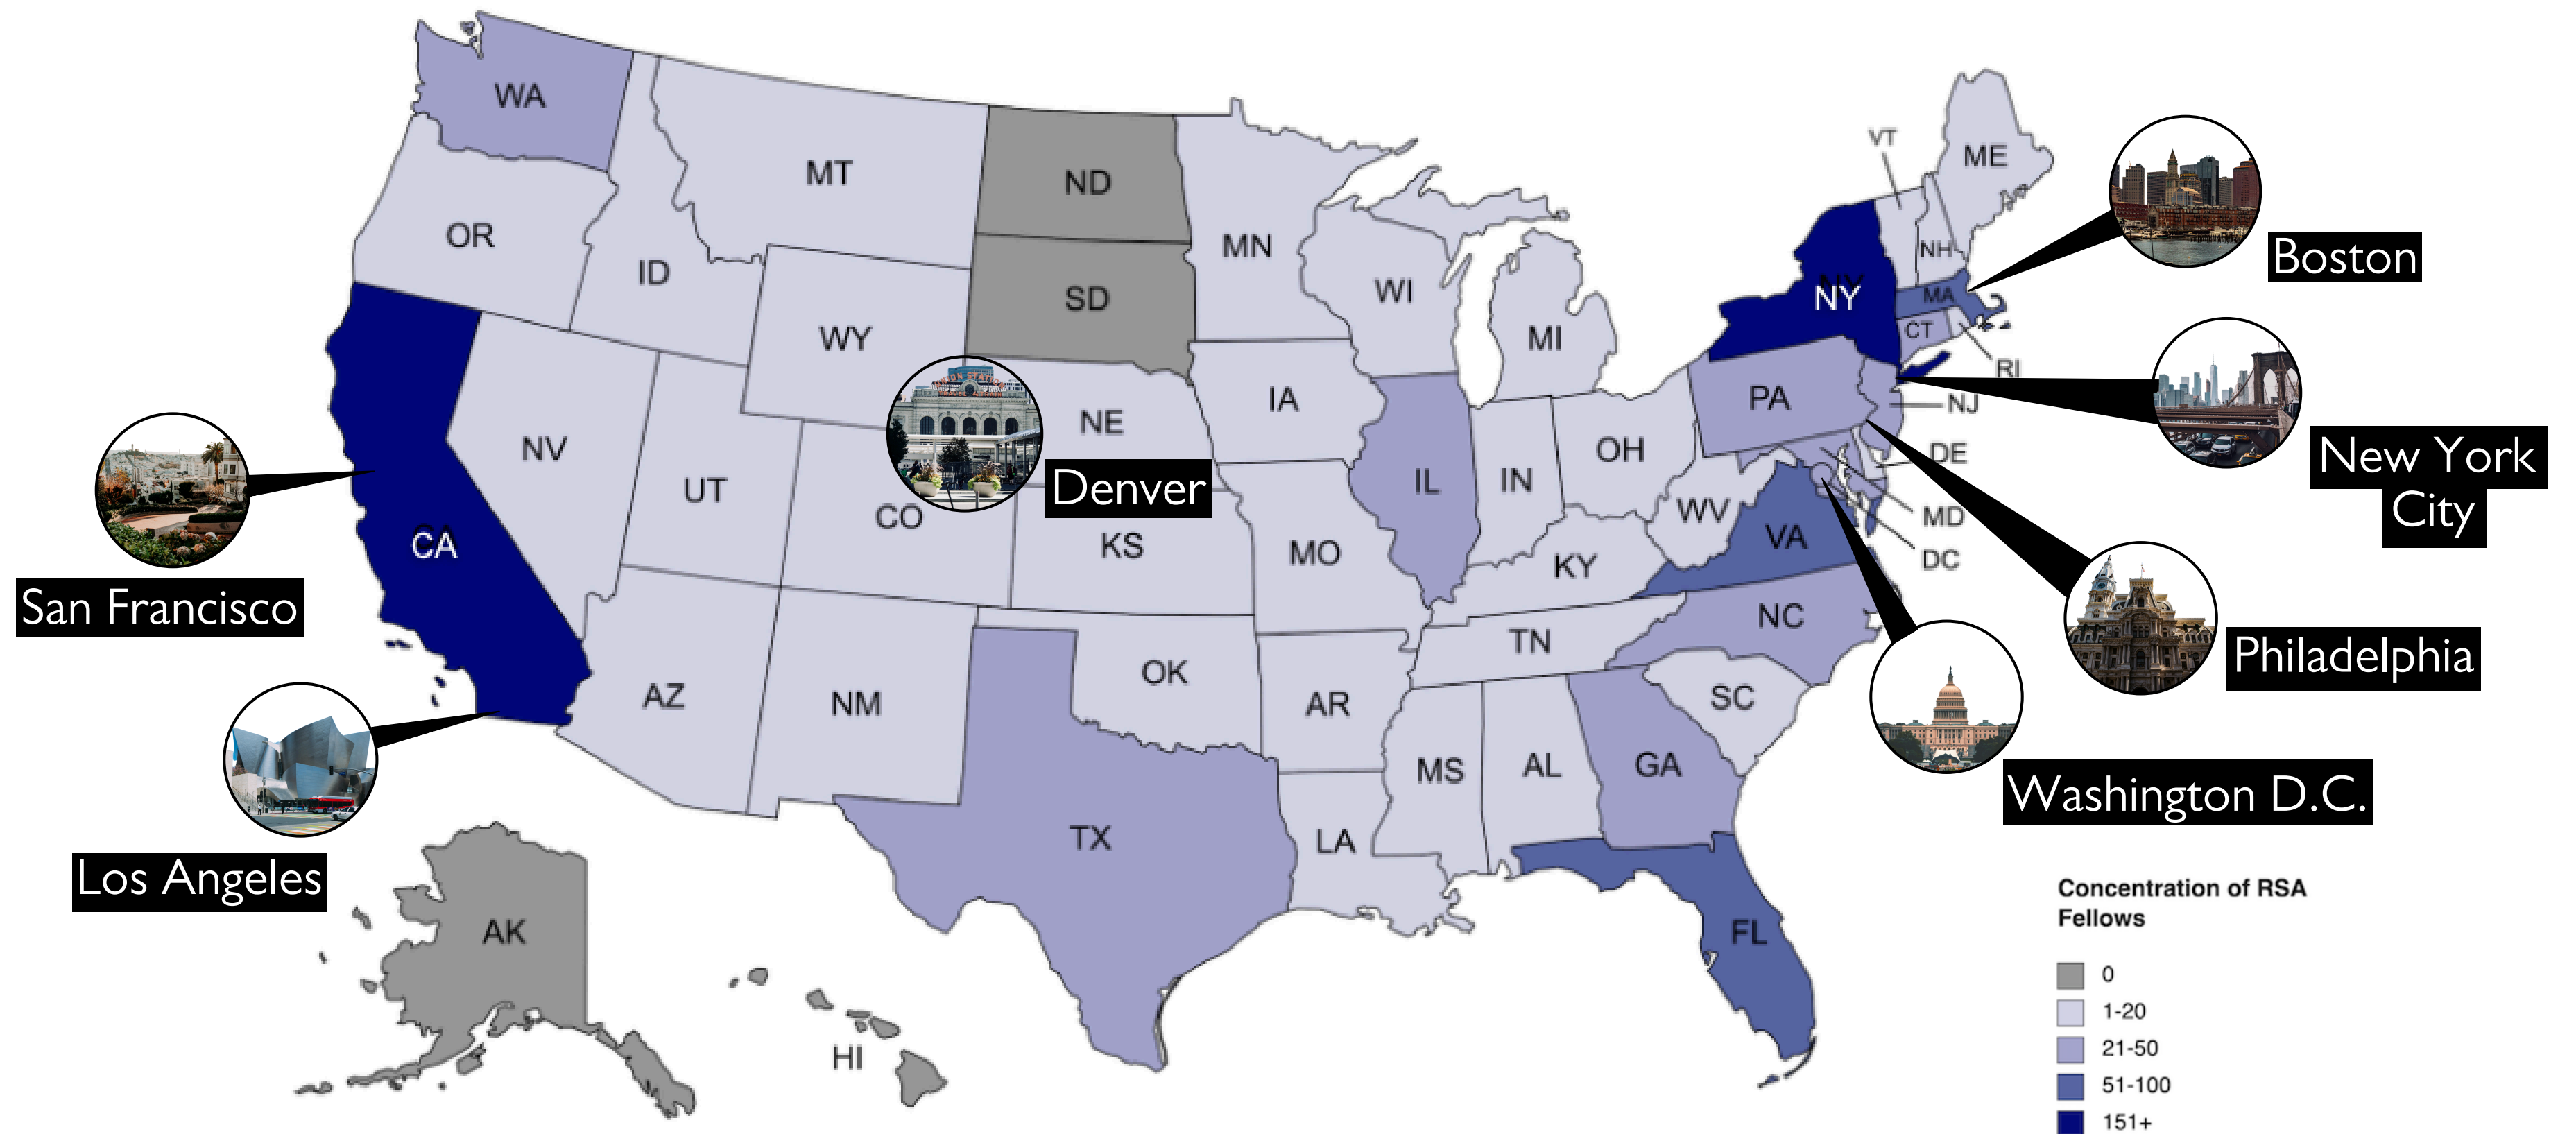 WA
MT
ND
MN
VT
ME
OR
ID
SD
WI
NH
Boston
WY
MI
NY
MA
CT
RI
UNION STATION
NE
IA
PA
NJ
New York
City
NV
UT
CO
Denver
IL
IN
OH
DE
MD
DC
WV
VA
CA
KS
MO
KY
San Francisco
NC
TN
Philadelphia
AZ
NM
OK
AR
SC
MS
AL
GA
Washington D.C.
TX
LA
Los Angeles
AK
FL
HI
Concentration of RSA
Fellows
0
1-20
21-50
51-100
151+